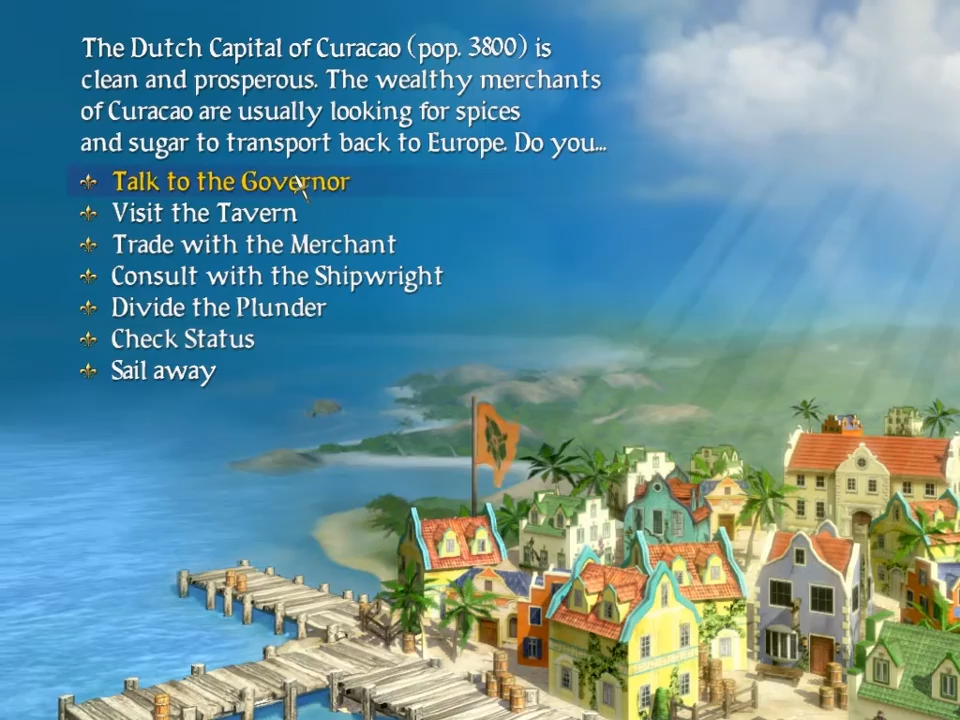 The Dutch Capital of Curacao (pop. 3800) is
clean and prosperous. The wealthy merchants
of Curacao are usually looking for spices
and sugar to transport back to Europe. Do you...
Talk to the Governor
Visit the Tavern
Trade with the Merchant
Consult with the Shipwright
Divide the Plunder
Check Status
Sail away